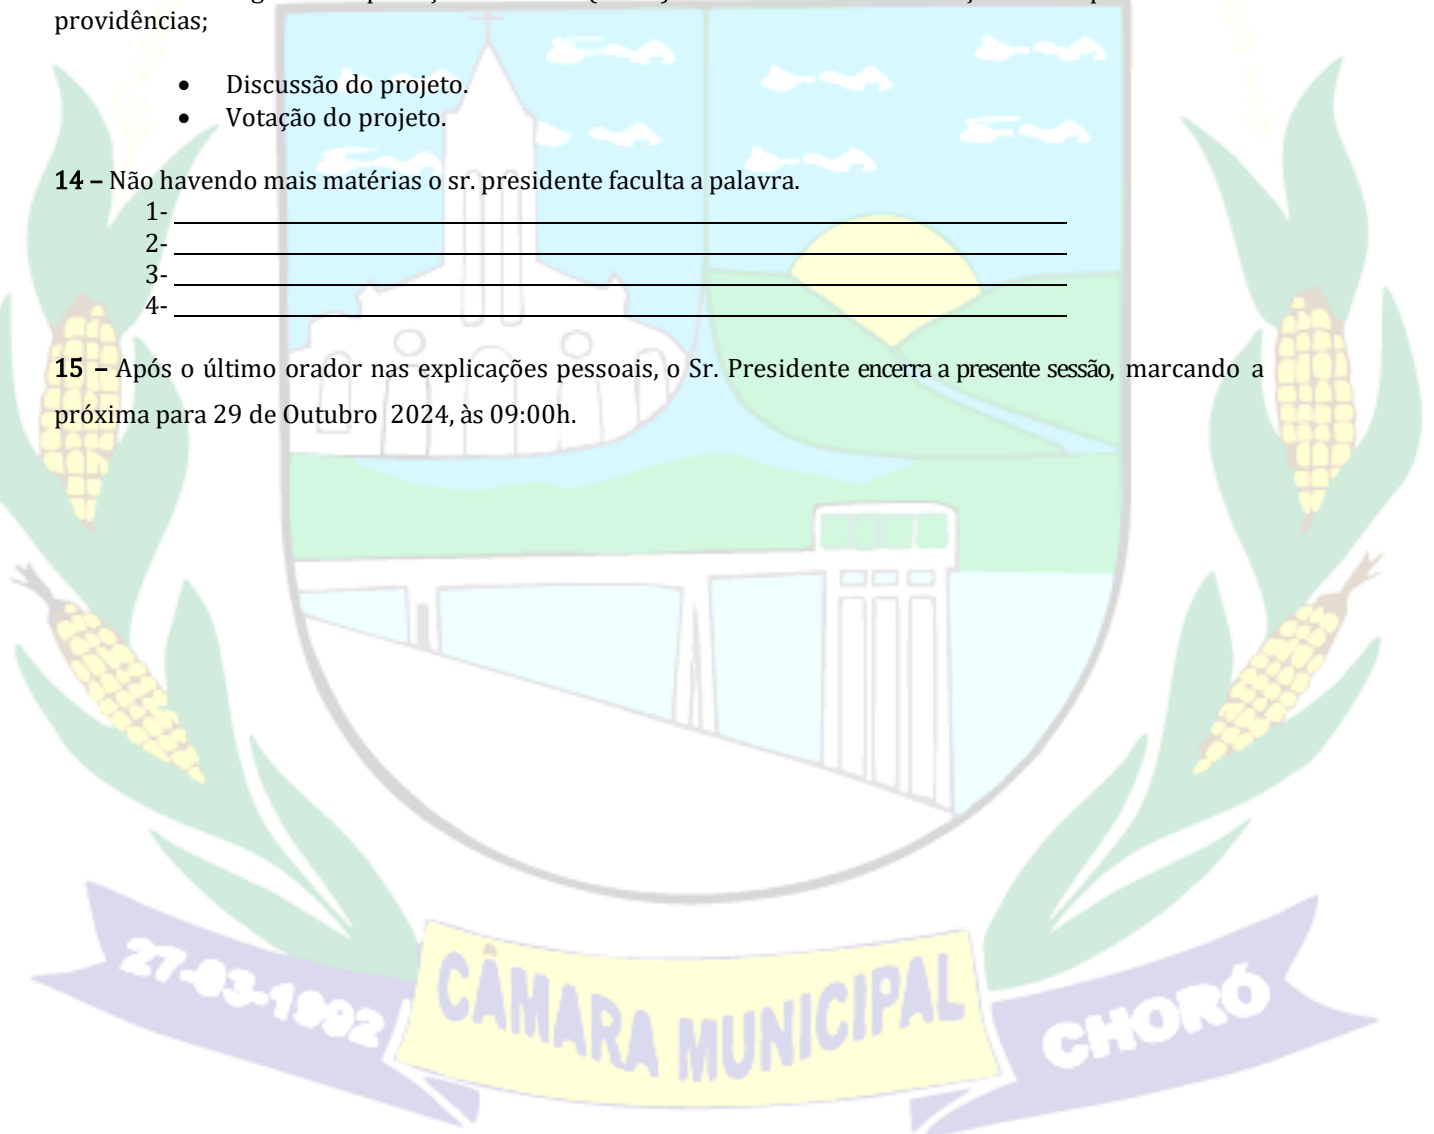 providências;
• Discussão do projeto.
• Votação do projeto.
14 – Não havendo mais matérias o sr. presidente faculta a palavra.
1-
2-
3-
4-
15 – Após o último orador nas explicações pessoais, o Sr. Presidente encerra a presente sessão, marcando a
próxima para 29 de Outubro 2024, às 09:00h.
27-03-1992
CÂMARA MUNICIPAL
CHORÓ